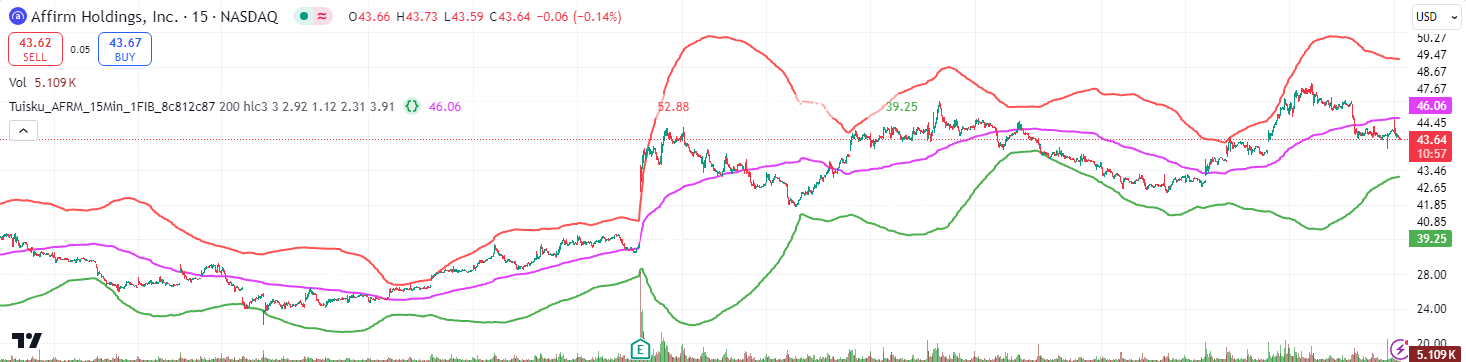 Affirm Holdings, Inc. · 15 · NASDAQ O43.66 H43.73 L43.59 C43.64 −0.06 (−0.14%)
USD
43.62 0.05 43.67
SELL BUY
Vol 5.109 K
Tuisku_AFRM_15Min_1FIB_8c812c87 200 hlc3 3 2.92 1.12 2.31 3.91 {} 46.06 52.88 39.25
50.27
49.47
48.67
47.67
46.06
44.45
43.64
10:57
43.46
42.65
41.85
40.85
39.25
28.00
24.00
20.00
5.109 K
E